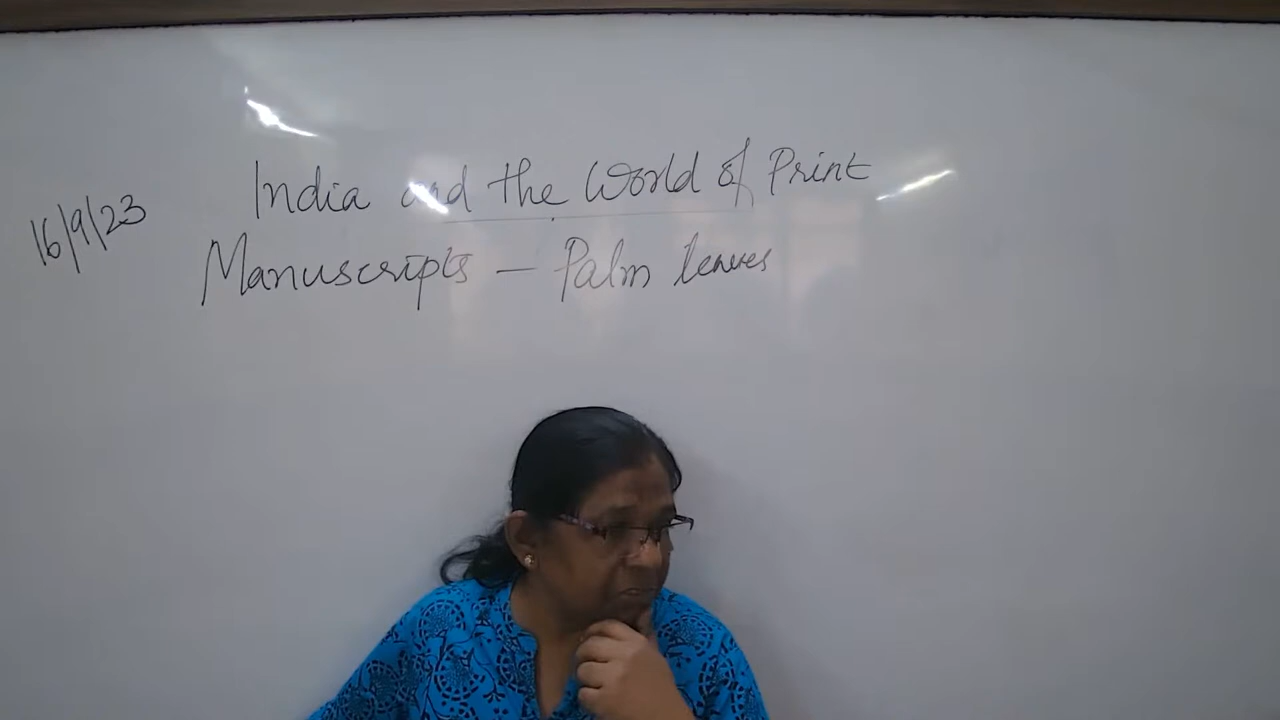 16/9/23
India and the World of Print
Manuscripts — Palm leaves